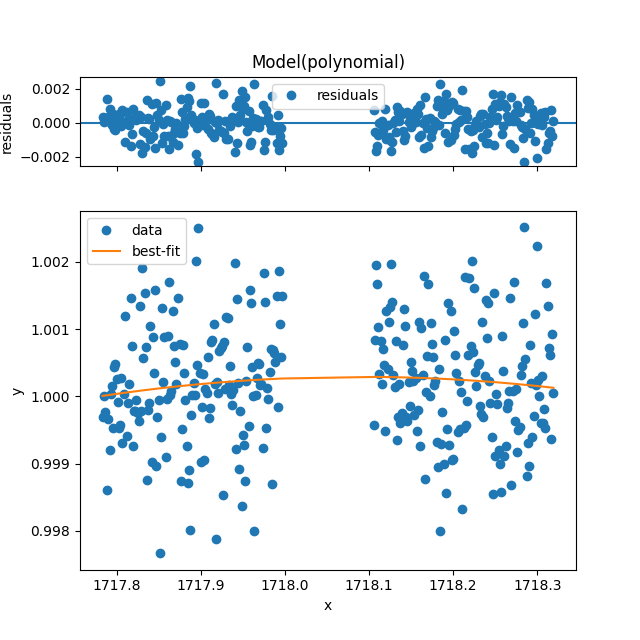 Model(polynomial)
residuals
0.002
0.000
−0.002
residuals
data
best-fit
y
1.002
1.001
1.000
0.999
0.998
1717.8 1717.9 1718.0 1718.1 1718.2 1718.3
x